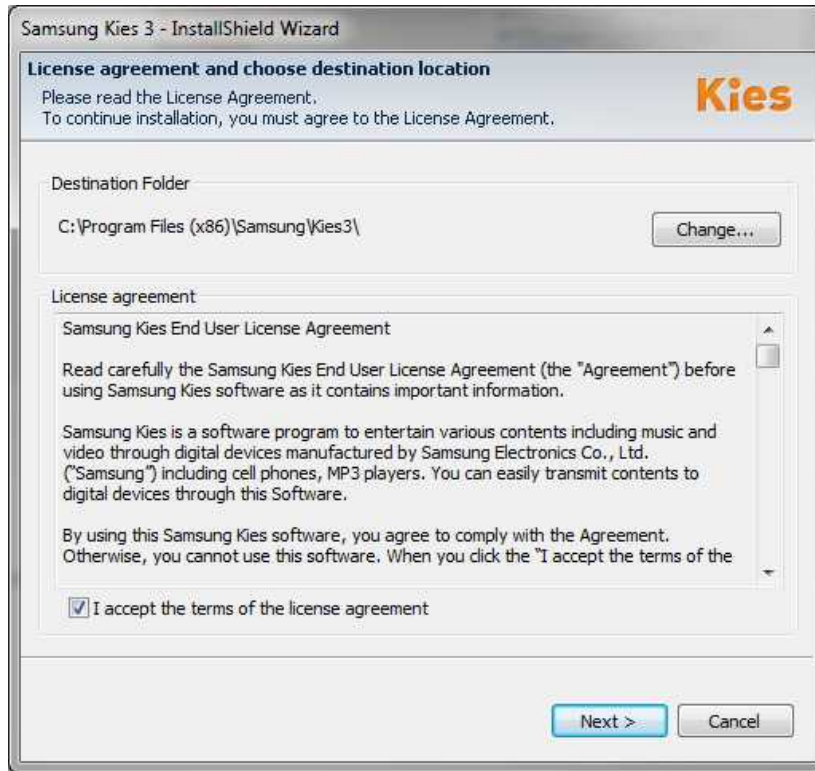 Samsung Kies 3 - InstallShield Wizard
License agreement and choose destination location
Please read the License Agreement.
To continue installation, you must agree to the License Agreement.
Kies
Destination Folder
C:\Program Files (x86)\Samsung\Kies3\
Change...
License agreement
Samsung Kies End User License Agreement
Read carefully the Samsung Kies End User License Agreement (the "Agreement") before
using Samsung Kies software as it contains important information.
Samsung Kies is a software program to entertain various contents including music and
video through digital devices manufactured by Samsung Electronics Co., Ltd.
("Samsung") including cell phones, MP3 players. You can easily transmit contents to
digital devices through this Software.
By using this Samsung Kies software, you agree to comply with the Agreement.
Otherwise, you cannot use this software. When you click the "I accept the terms of the
I accept the terms of the license agreement
Next >
Cancel